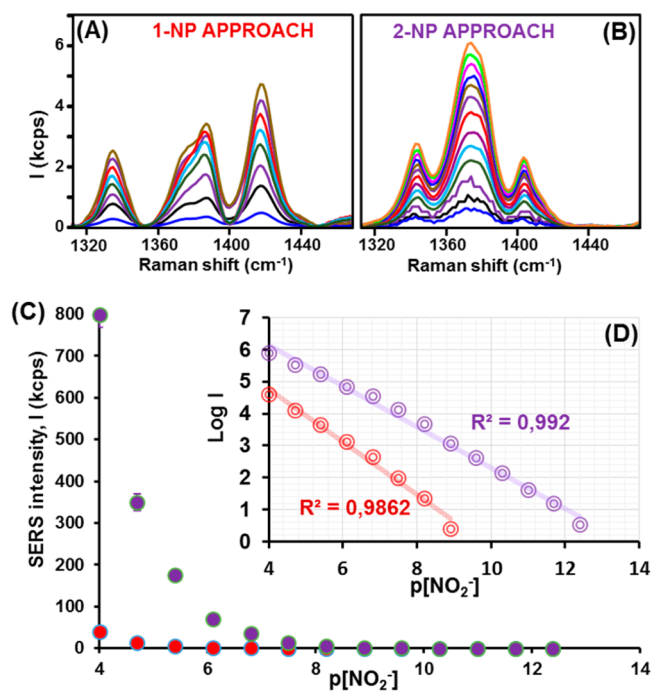 (A) 1-NP APPROACH
2-NP APPROACH (B)
I (kcps)
6
4
2
0
1320 1360 1400 1440
1320 1360 1400 1440
Raman shift (cm-1)
Raman shift (cm-1)
(C)
SERS intensity, I (kcps)
800
700
600
500
400
300
200
100
0
4 6 8 10 12 14
p[NO2-]
(D)
Log I
7
6
5
4
3
2
1
0
R² = 0,992
R² = 0,9862
4 6 8 10 12 14
p[NO2-]